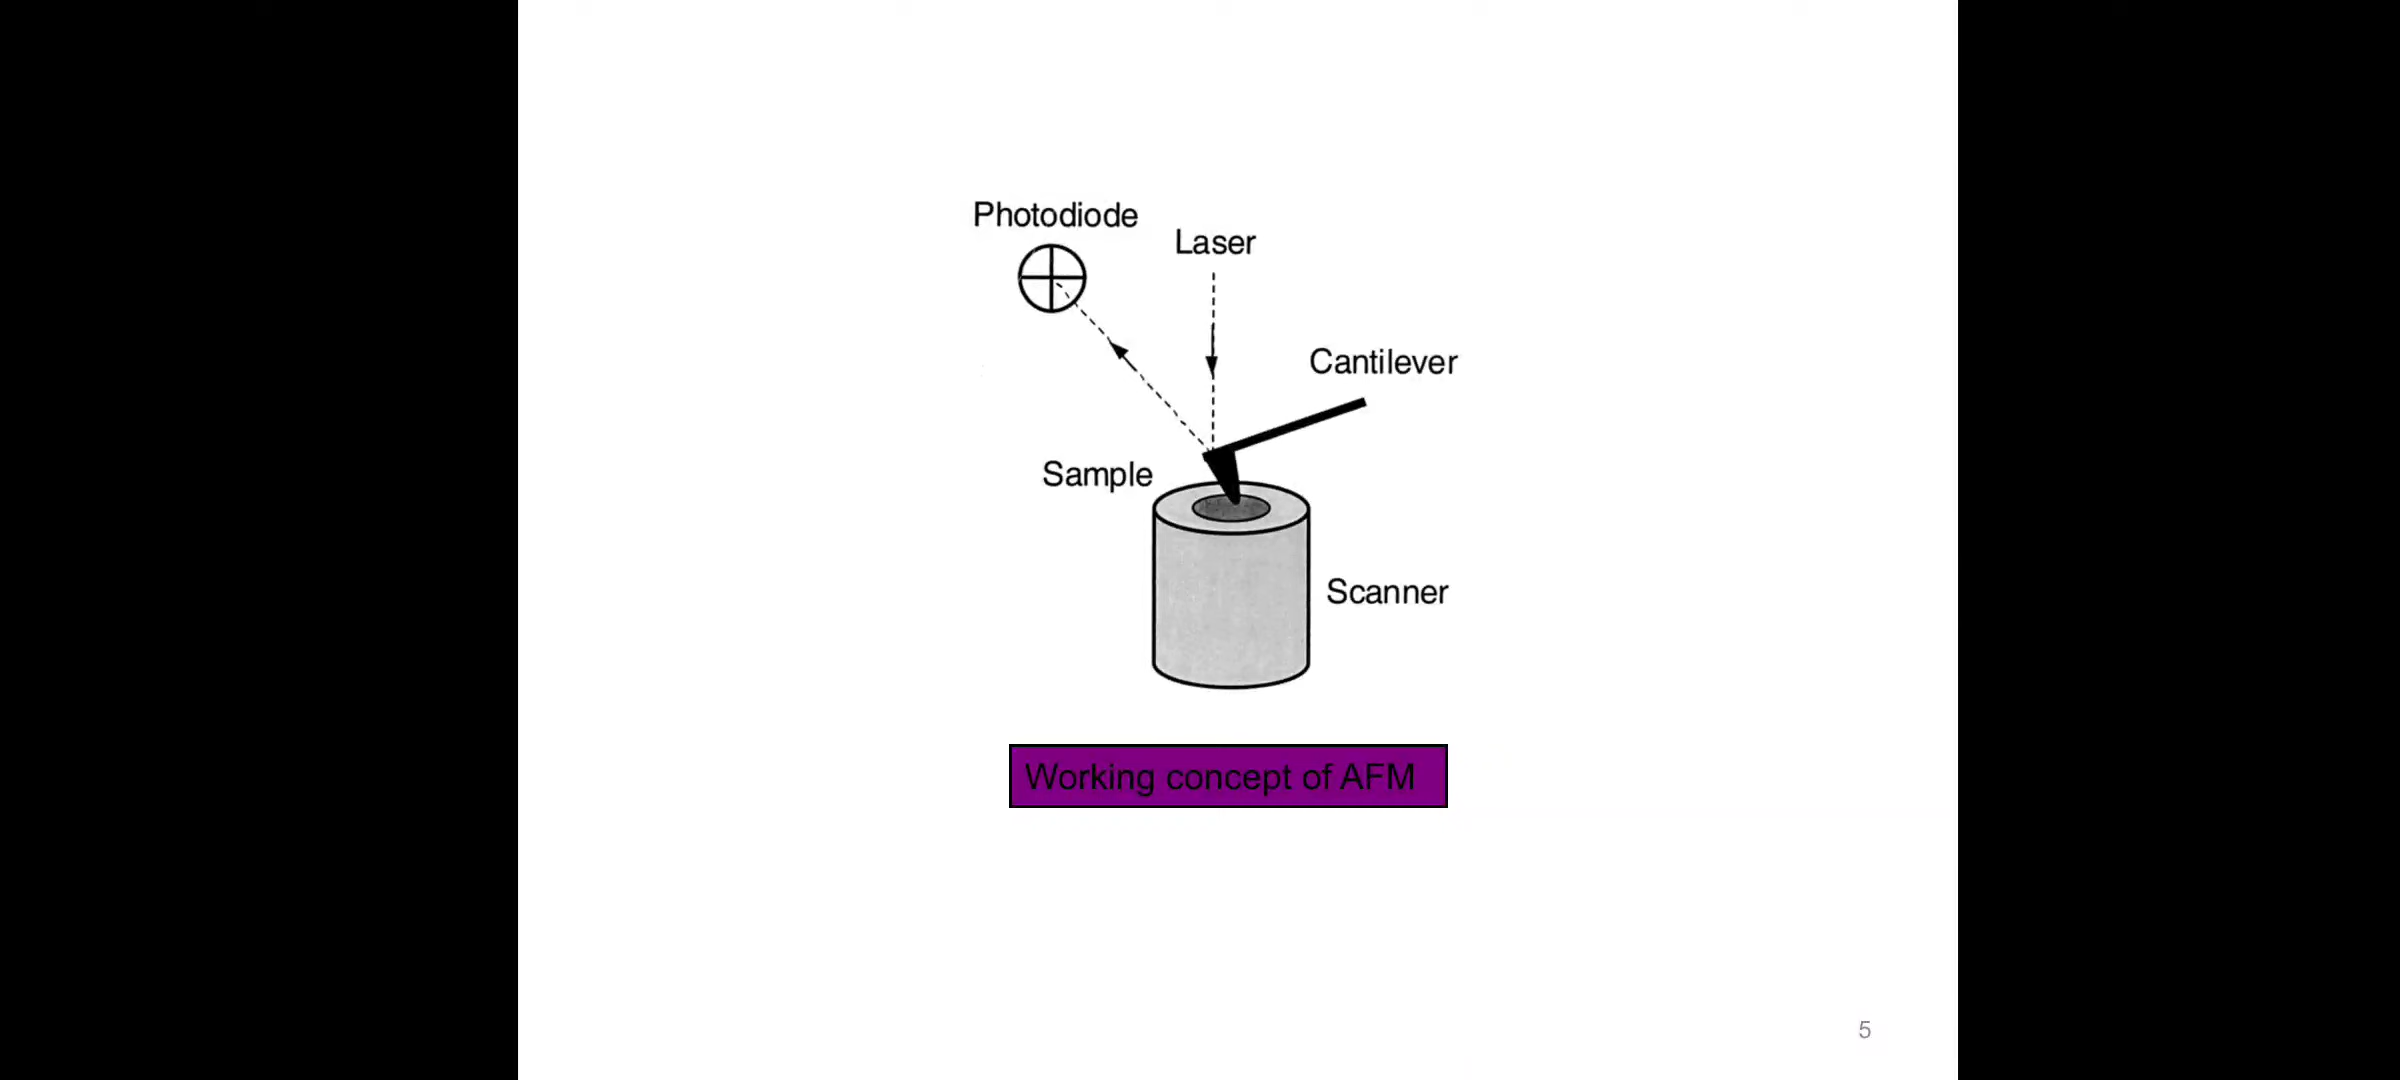 Photodiode
Laser
Cantilever
Sample
Scanner
Working concept of AFM
5